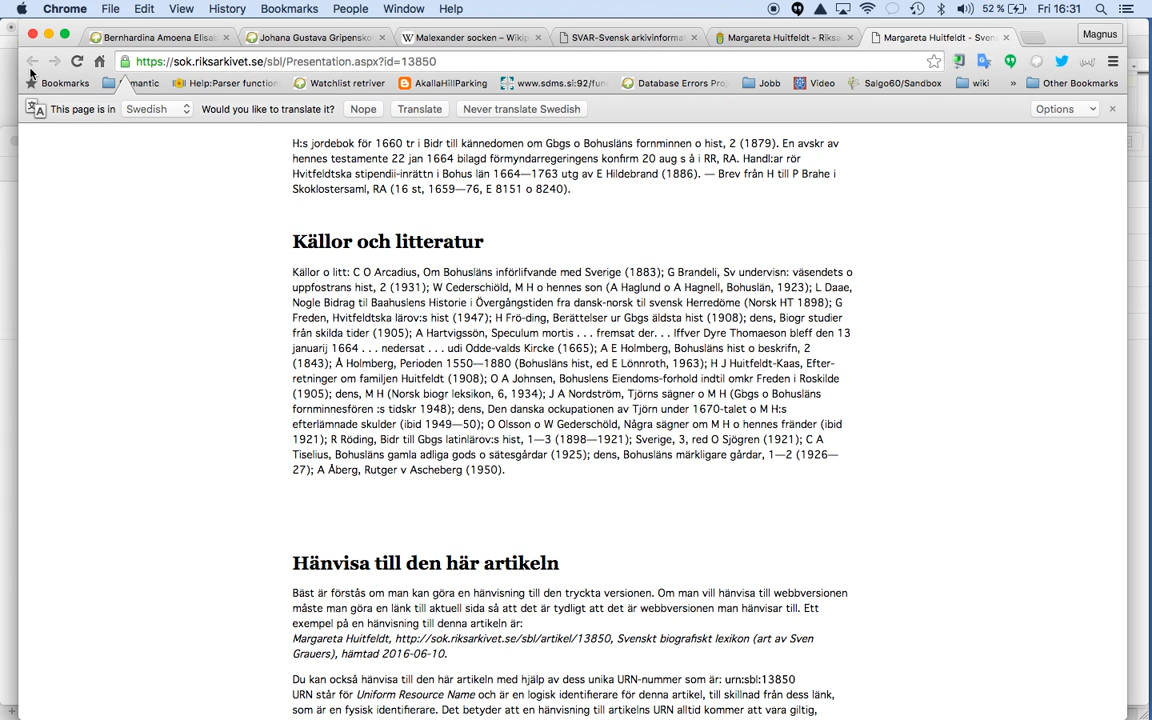 Chrome File Edit View History Bookmarks People Window Help 52 % Fri 16:31
Bernhardina Amoena Elisab × Johana Gustava Gripensko × W Malexander socken – Wikip × SVAR-Svensk arkivinformat × Margareta Huitfeldt - Riksa × Margareta Huitfeldt - Sven × Magnus
https://sok.riksarkivet.se/sbl/Presentation.aspx?id=13850
Bookmarks mantic Help:Parser function Watchlist retriver AkallaHillParking www.sdms.si:92/fun Database Errors Pro Jobb Video Salgo60/Sandbox wiki » Other Bookmarks
This page is in Swedish Would you like to translate it? Nope Translate Never translate Swedish Options ×
H:s jordebok för 1660 tr i Bidr till kännedomen om Gbgs o Bohusläns fornminnen o hist, 2 (1879). En avskr av
hennes testamente 22 jan 1664 bilagd förmyndarregeringens konfirm 20 aug s å i RR, RA. Handl:ar rör
Hvitfeldtska stipendii-inrättn i Bohus län 1664—1763 utg av E Hildebrand (1886). — Brev från H till P Brahe i
Skoklostersaml, RA (16 st, 1659—76, E 8151 o 8240).
Källor och litteratur
Källor o litt: C O Arcadius, Om Bohusläns införlifvande med Sverige (1883); G Brandeli, Sv undervisn: väsendets o
uppfostrans hist, 2 (1931); W Cederschiöld, M H o hennes son (A Haglund o A Hagnell, Bohuslän, 1923); L Daae,
Nogle Bidrag til Baahuslens Historie i Övergångstiden fra dansk-norsk til svensk Herredöme (Norsk HT 1898); G
Freden, Hvitfeldtska lärov:s hist (1947); H Frö-ding, Berättelser ur Gbgs äldsta hist (1908); dens, Biogr studier
från skilda tider (1905); A Hartvigssön, Speculum mortis . . . fremsat der. . . Iffver Dyre Thomaeson bleff den 13
januarij 1664 . . . nedersat . . . udi Odde-valds Kircke (1665); A E Holmberg, Bohusläns hist o beskrifn, 2
(1843); Å Holmberg, Perioden 1550—1880 (Bohusläns hist, ed E Lönnroth, 1963); H J Huitfeldt-Kaas, Efter-
retninger om familjen Huitfeldt (1908); O A Johnsen, Bohuslens Eiendoms-forhold indtil omkr Freden i Roskilde
(1905); dens, M H (Norsk biogr leksikon, 6, 1934); J A Nordström, Tjörns sägner o M H (Gbgs o Bohusläns
fornminnesfören :s tidskr 1948); dens, Den danska ockupationen av Tjörn under 1670-talet o M H:s
efterlämnade skulder (ibid 1949—50); O Olsson o W Gederschöld, Några sägner om M H o hennes fränder (ibid
1921); R Röding, Bidr till Gbgs latinlärov:s hist, 1—3 (1898—1921); Sverige, 3, red O Sjögren (1921); C A
Tiselius, Bohusläns gamla adliga gods o sätesgårdar (1925); dens, Bohusläns märkligare gårdar, 1—2 (1926—
27); A Åberg, Rutger v Ascheberg (1950).
Hänvisa till den här artikeln
Bäst är förstås om man kan göra en hänvisning till den tryckta versionen. Om man vill hänvisa till webbversionen
måste man göra en länk till aktuell sida så att det är tydligt att det är webbversionen man hänvisar till. Ett
exempel på en hänvisning till denna artikeln är:
Margareta Huitfeldt, http://sok.riksarkivet.se/sbl/artikel/13850, Svenskt biografiskt lexikon (art av Sven
Grauers), hämtad 2016-06-10.
Du kan också hänvisa till den här artikeln med hjälp av dess unika URN-nummer som är: urn:sbl:13850
URN står för Uniform Resource Name och är en logisk identifierare för denna artikel, till skillnad från dess länk,
som är en fysisk identifierare. Det betyder att en hänvisning till artikelns URN alltid kommer att vara giltig,